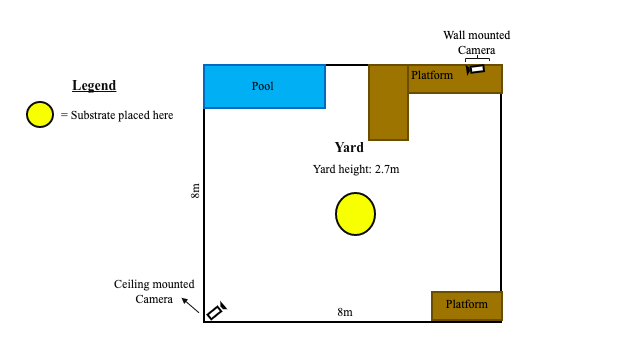 Wall mounted
Camera
Legend
= Substrate placed here
Pool
Platform
Yard
Yard height: 2.7m
8m
Ceiling mounted
Camera
8m
Platform